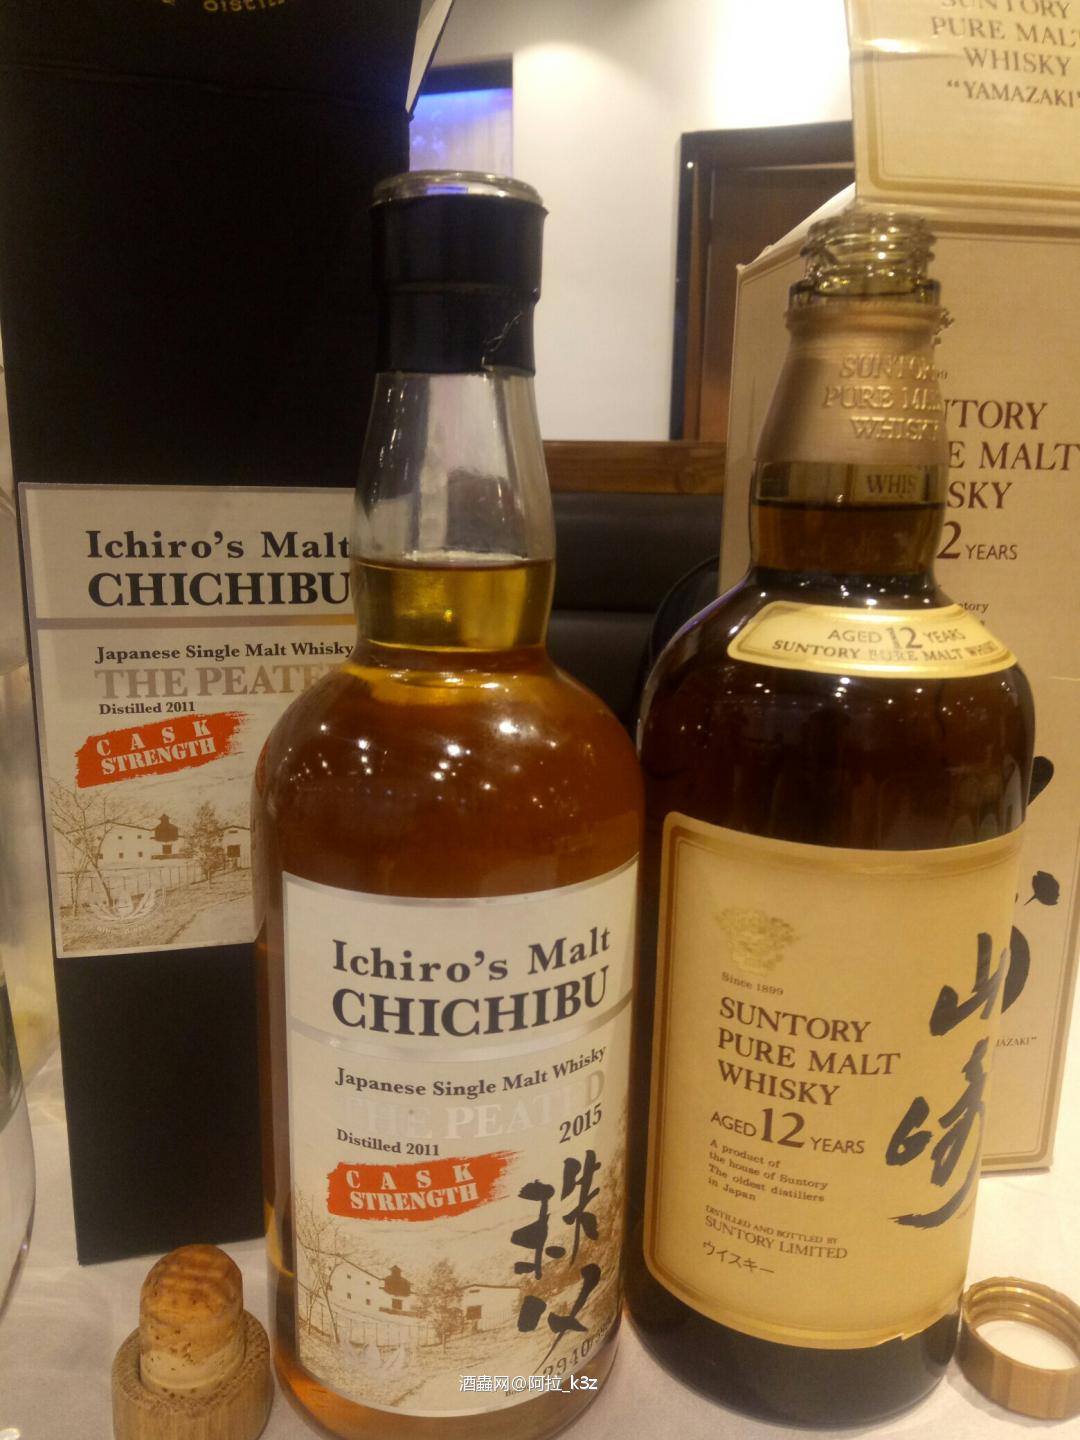 SUNTORY
PURE MALT
WHISKY
"YAMAZAKI"
Ichiro's Malt
CHICHIBU
Japanese Single Malt Whisky
THE PEATE
Distilled 2011
CASK
STRENGTH
Ichiro's Malt
CHICHIBU
Japanese Single Malt Whisky
THE PEATED
2015
Distilled 2011
CASK
STRENGTH
秩父
SUNTORY
PURE MALT
WHISKY
WHIS
AGED 12 YEARS
SUNTORY PURE MALT WHISKY
Since 1899
SUNTORY
PURE MALT
WHISKY
AGED 12 YEARS
A product of
the house of Suntory
The oldest distillers
in Japan
DISTILLED AND BOTTLED BY
SUNTORY LIMITED
ウイスキー
山崎
NTORY
E MALT
SKY
2 YEARS
酒蟲网@阿拉_k3z